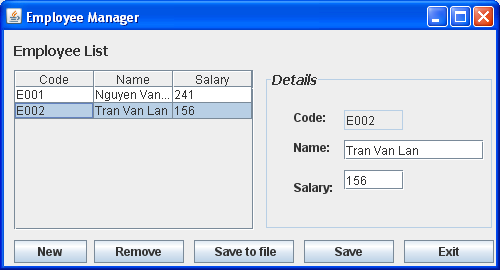 Employee Manager
Employee List
Code Name Salary
E001 Nguyen Van... 241
E002 Tran Van Lan 156
Details
Code: E002
Name: Tran Van Lan
Salary: 156
New Remove Save to file Save Exit